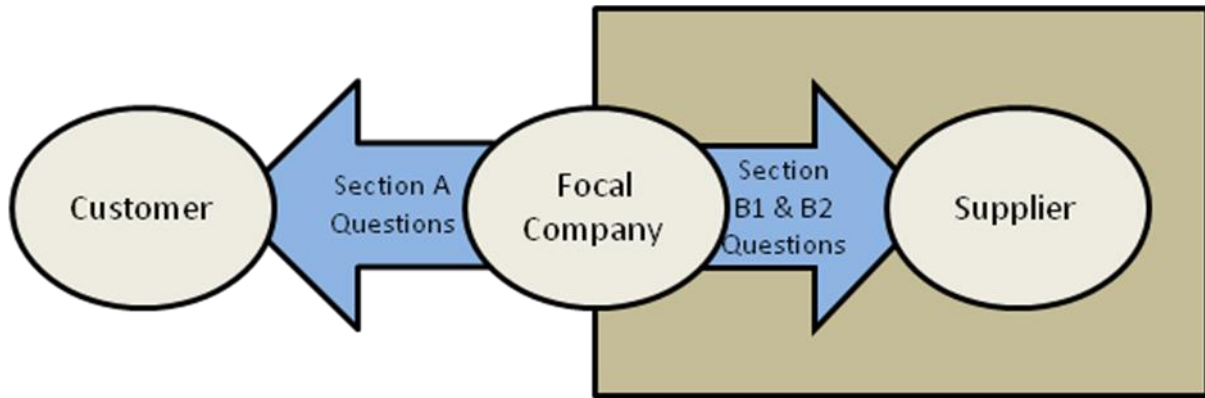 Customer
Section A
Questions
Focal
Company
Section
B1 & B2
Questions
Supplier